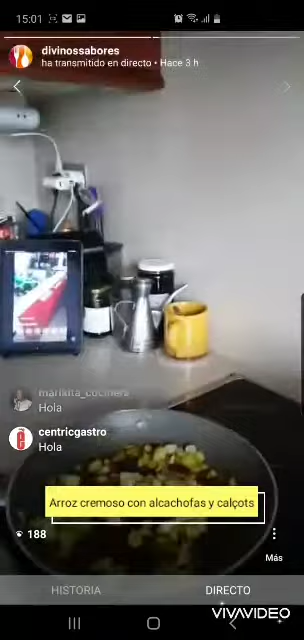 15:01
divinossabores
ha transmitido en directo • Hace 3 h
marikita_cociners
Hola
centricgastro
Hola
Arroz cremoso con alcachofas y calçots
188
Más
HISTORIA
DIRECTO
VIVAVIDEO